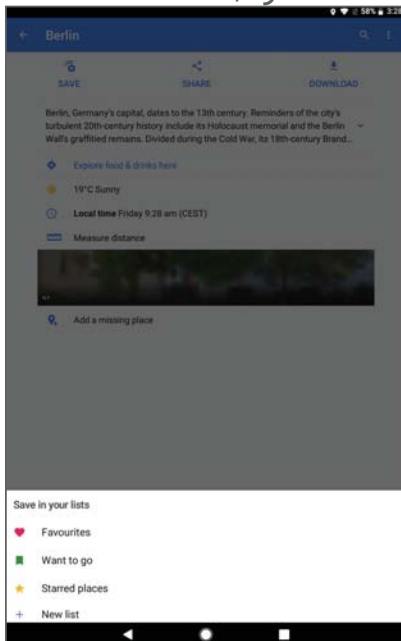 58% 3:28
Berlin
SAVE SHARE DOWNLOAD
Berlin, Germany's capital, dates to the 13th century. Reminders of the city's
turbulent 20th-century history include its Holocaust memorial and the Berlin
Wall's graffitied remains. Divided during the Cold War, its 18th-century Brand...
Explore food & drinks here
19°C Sunny
Local time Friday 9:28 am (CEST)
Measure distance
Add a missing place
Save in your lists
Favourites
Want to go
Starred places
New list